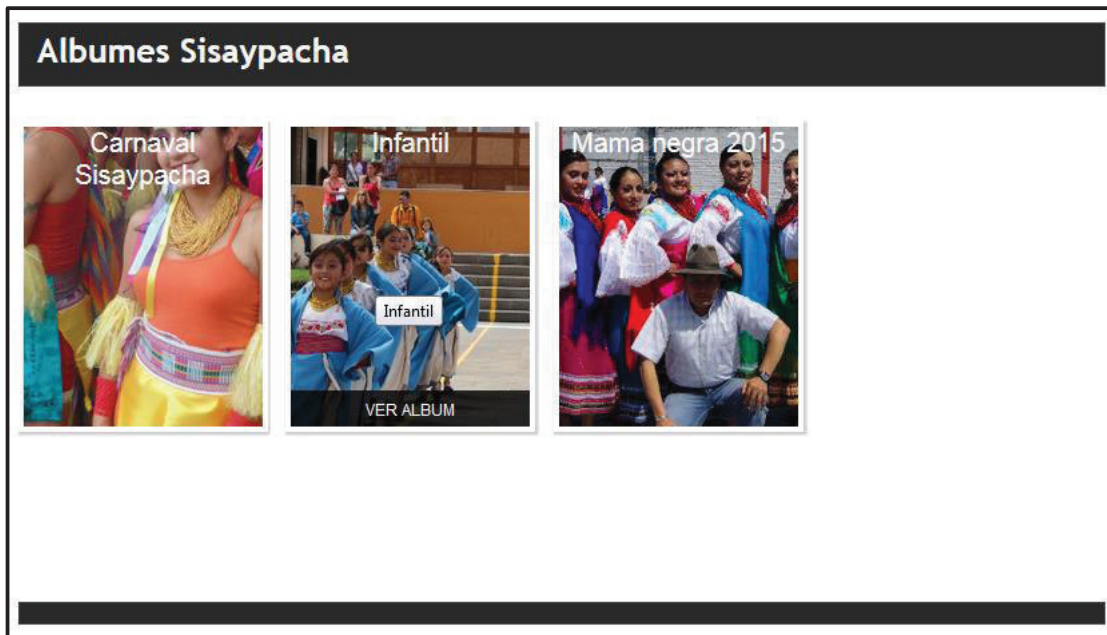 Albumes Sisaypacha
Carnaval
Sisaypacha
Infantil
Mama negra 2015
Infantil
VER ALBUM